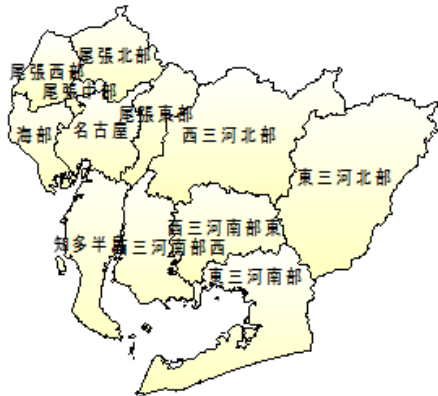 尾張北部
尾張西部
尾張中部
尾張東部
海部
名古屋
西三河北部
東三河北部
西三河南部東
知多半島
西三河南部西
東三河南部